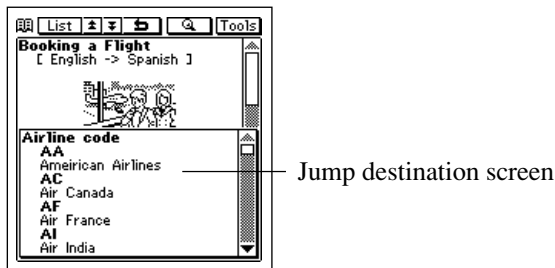 List Tools
Booking a Flight
[ English -> Spanish ]
Airline code
AA
Ameirican Airlines
AC
Air Canada
AF
Air France
AI
Air India
Jump destination screen